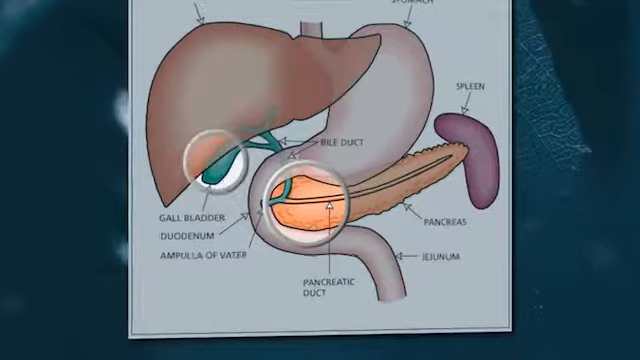 STOMACH
SPLEEN
BILE DUCT
GALL BLADDER
DUODENUM
PANCREAS
AMPULLA OF VATER
JEJUNUM
PANCREATIC
DUCT